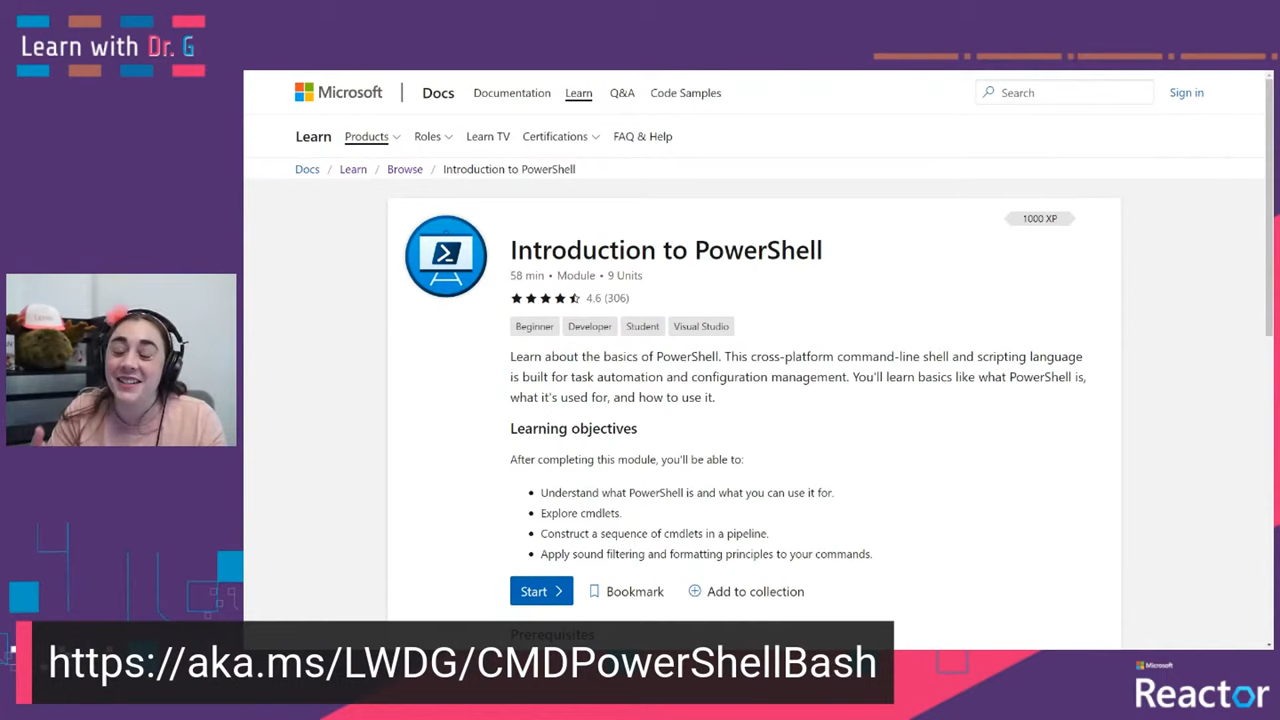 Learn with Dr. G
Microsoft
Docs
Documentation
Learn
Q&A
Code Samples
Search
Sign in
Learn
Products
Roles
Learn TV
Certifications
FAQ & Help
Docs / Learn / Browse / Introduction to PowerShell
1000 XP
Introduction to PowerShell
58 min • Module • 9 Units
4.6 (306)
Beginner
Developer
Student
Visual Studio
Learn about the basics of PowerShell. This cross-platform command-line shell and scripting language
is built for task automation and configuration management. You'll learn basics like what PowerShell is,
what it's used for, and how to use it.
Learning objectives
After completing this module, you'll be able to:
• Understand what PowerShell is and what you can use it for.
• Explore cmdlets.
• Construct a sequence of cmdlets in a pipeline.
• Apply sound filtering and formatting principles to your commands.
Start
Bookmark
Add to collection
Prerequisites
https://aka.ms/LWDG/CMDPowerShellBash
Microsoft
Reactor